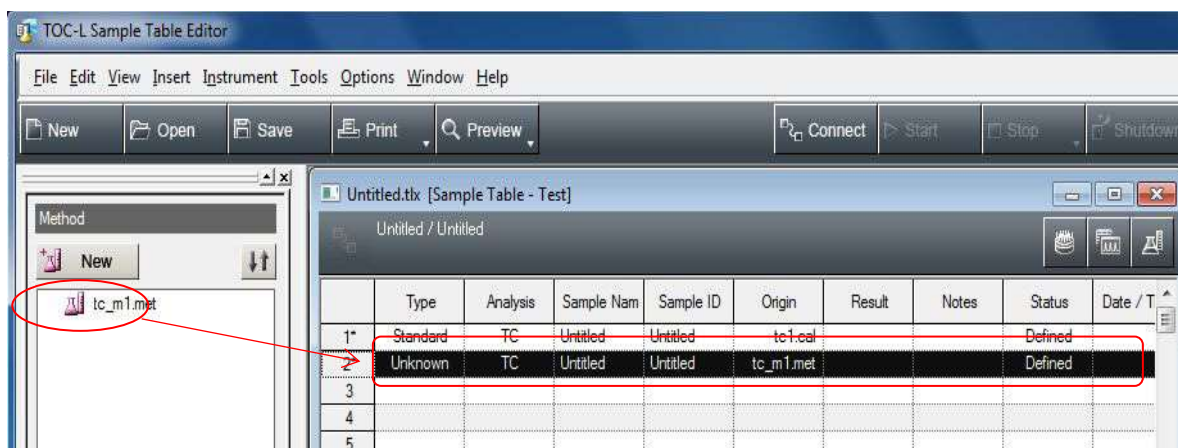 TOC-L Sample Table Editor
File Edit View Insert Instrument Tools Options Window Help
New Open Save Print Preview Connect Start Stop Shutdown
Untitled.tlx [Sample Table - Test]
Method
Untitled / Untitled
New
tc_m1.met
Type Analysis Sample Nam Sample ID Origin Result Notes Status Date / T
1* Standard TC Untitled Untitled tc1.cal Defined
2* Unknown TC Untitled Untitled tc_m1.met Defined
3
4
5